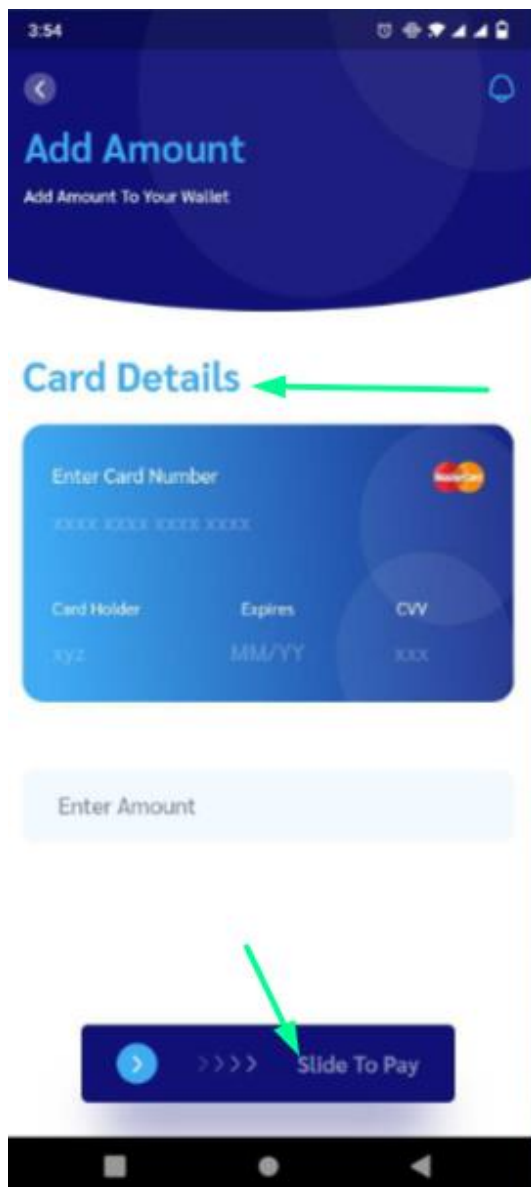 3:54
Add Amount
Add Amount To Your Wallet
Card Details
Enter Card Number
MasterCard
xxxx xxxx xxxx xxxx
Card Holder Expires CVV
xyz MM/YY xxx
Enter Amount
>>>> Slide To Pay